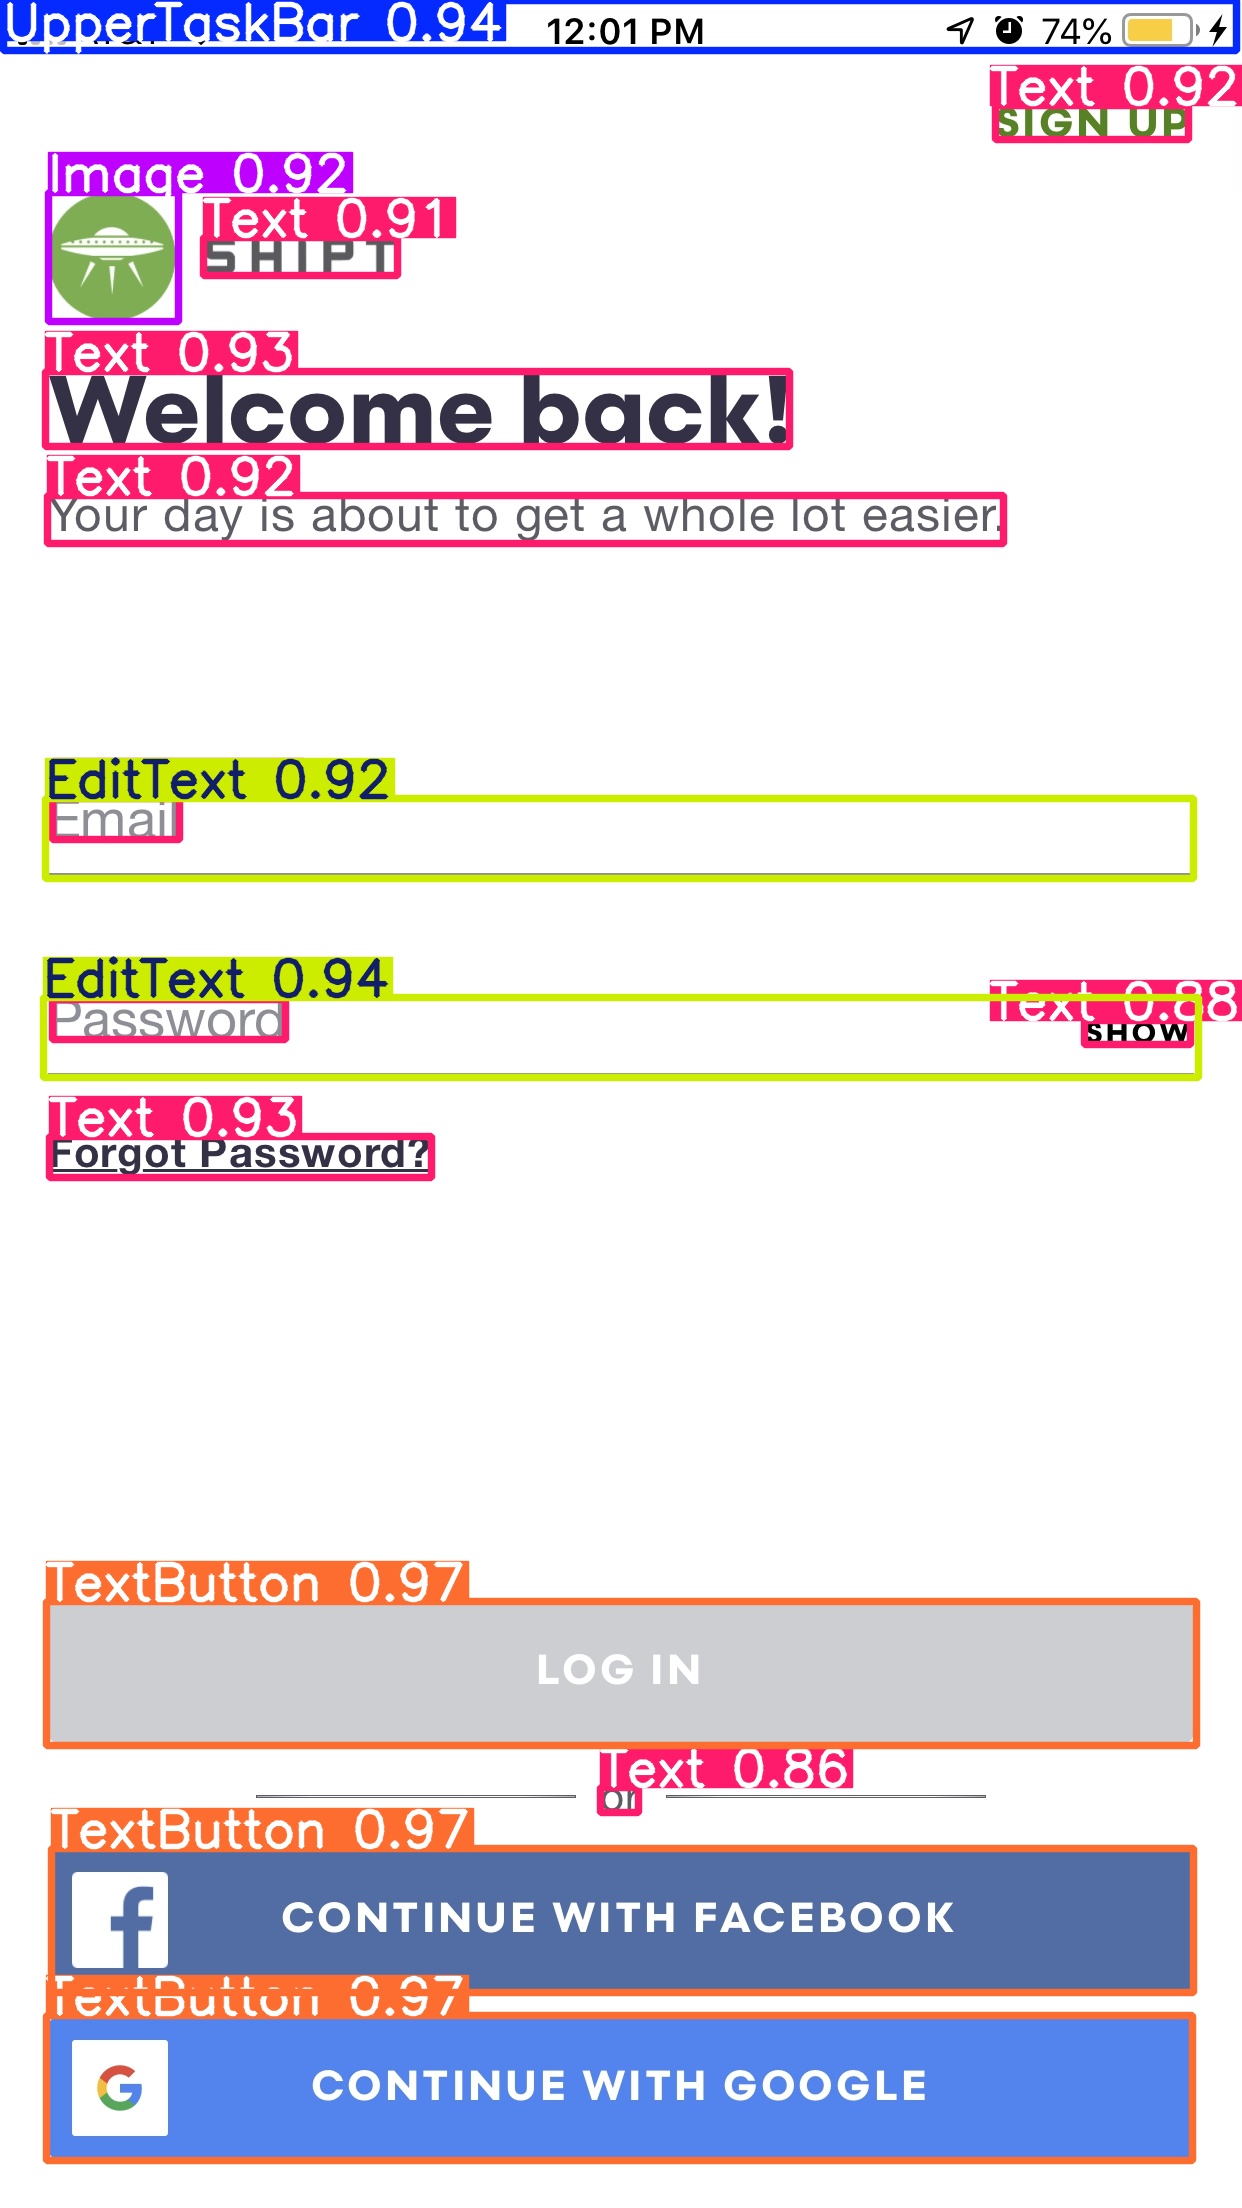 UpperTaskBar 0.94 12:01 PM 74%
Text 0.92
SIGN UP
Image 0.92
Text 0.91
SHIPT
Text 0.93
Welcome back!
Text 0.92
Your day is about to get a whole lot easier.
EditText 0.92
Email
EditText 0.94
Text 0.88
Password
SHOW
Text 0.93
Forgot Password?
TextButton 0.97
LOG IN
Text 0.86
or
TextButton 0.97
CONTINUE WITH FACEBOOK
TextButton 0.97
CONTINUE WITH GOOGLE